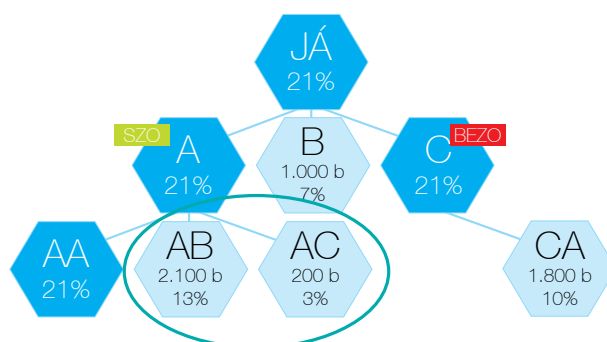 JÁ
21%
SZO
A
21%
B
1.000 b
7%
C
21%
BEZO
AA
21%
AB
2.100 b
13%
AC
200 b
3%
CA
1.800 b
10%